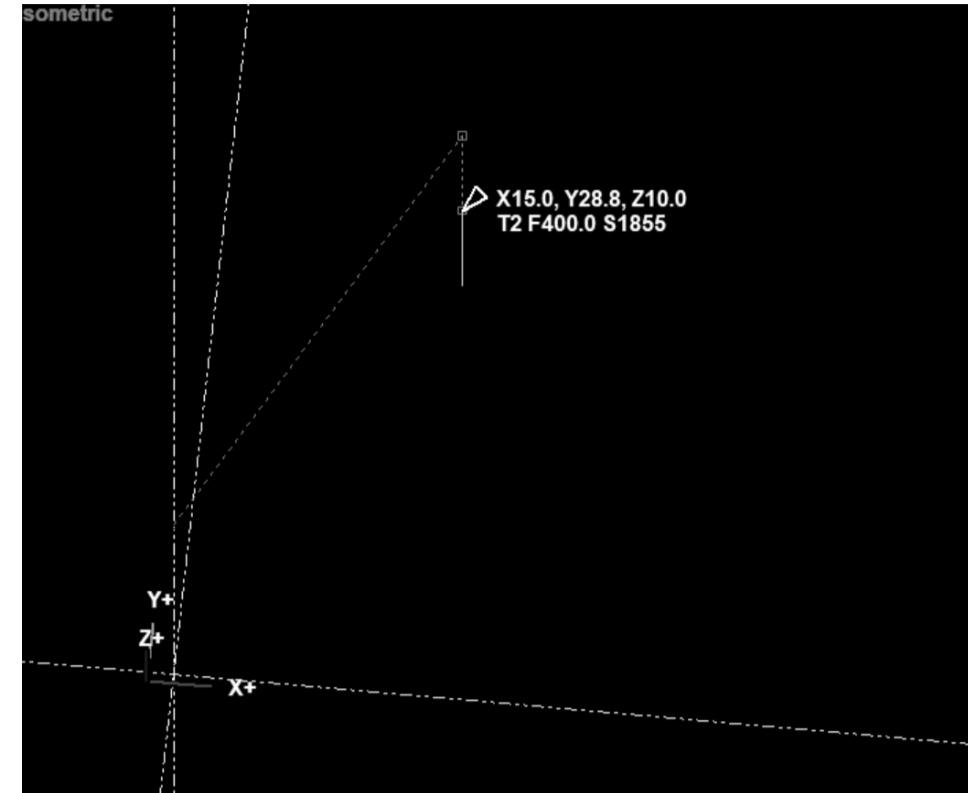 sometric
X15.0, Y28.8, Z10.0
T2 F400.0 S1855
Y+
Z+
X+